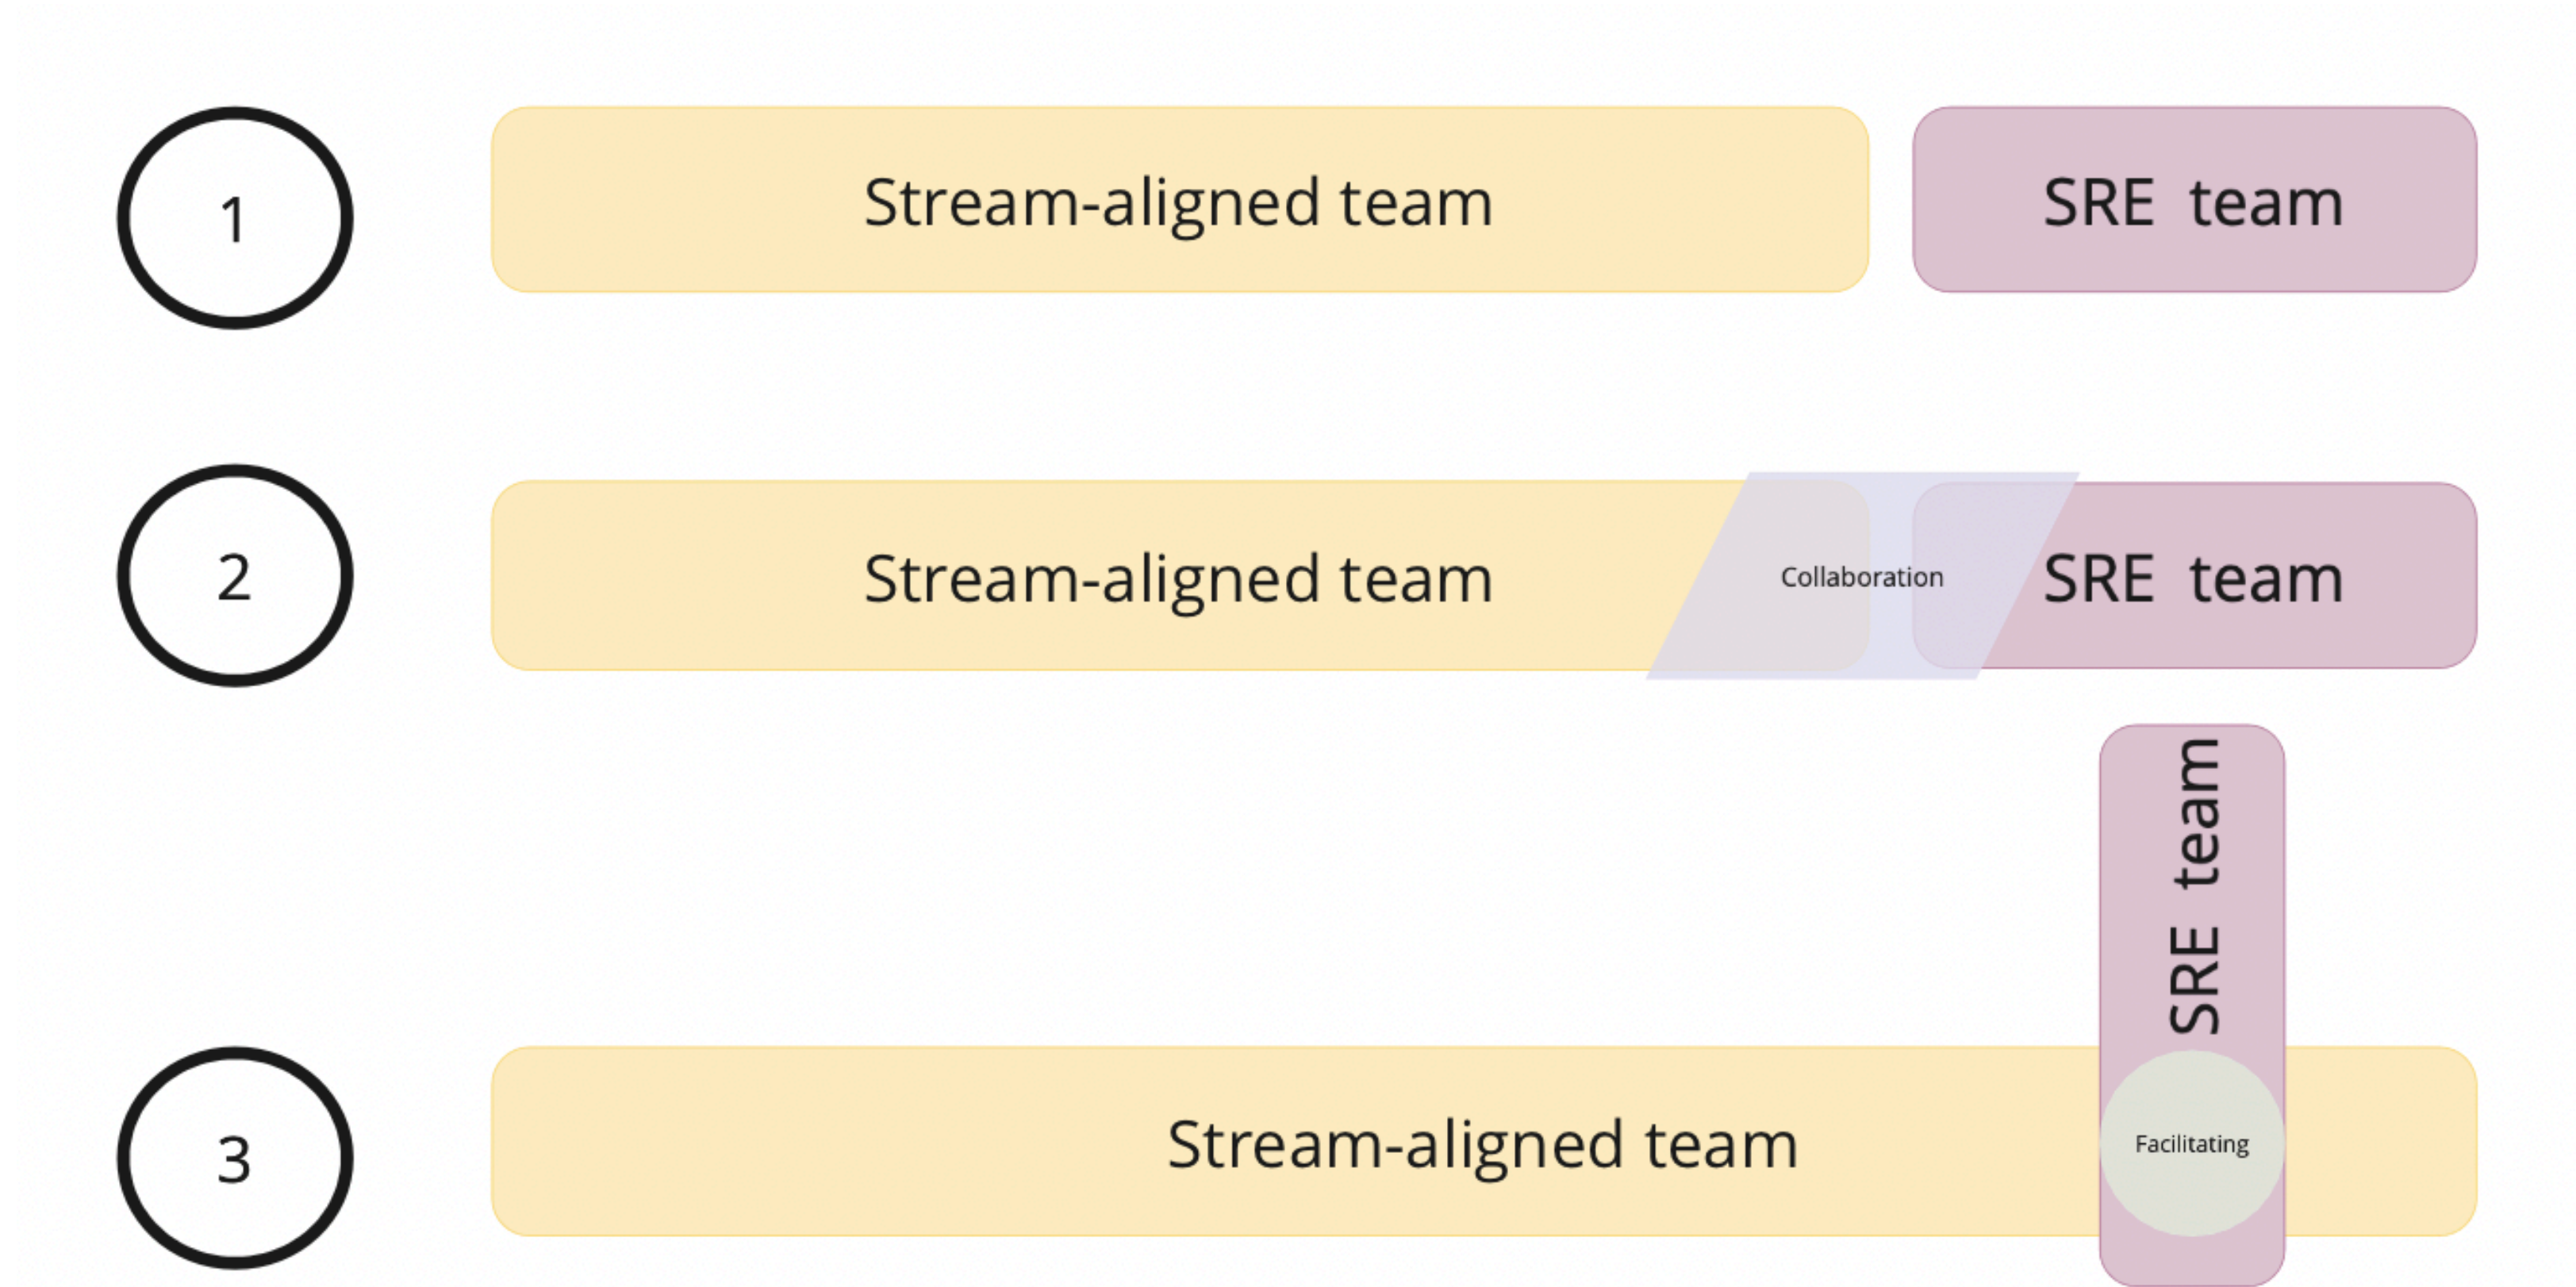 1
Stream-aligned team
SRE team
2
Stream-aligned team
Collaboration
SRE team
SRE team
3
Stream-aligned team
Facilitating